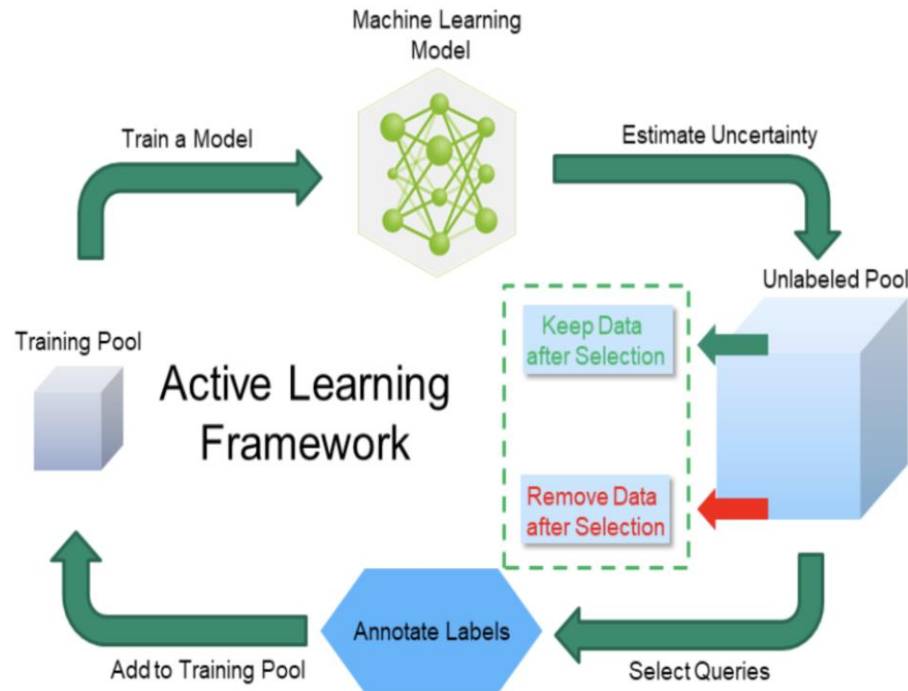 Machine Learning
Model
Train a Model
Estimate Uncertainty
Unlabeled Pool
Keep Data
after Selection
Training Pool
Active Learning
Framework
Remove Data
after Selection
Annotate Labels
Add to Training Pool
Select Queries